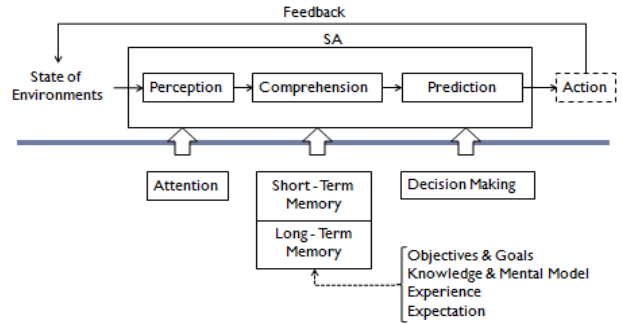 Feedback
SA
State of
Environments
Perception
Comprehension
Prediction
Action
Attention
Short - Term
Memory
Long - Term
Memory
Decision Making
Objectives & Goals
Knowledge & Mental Model
Experience
Expectation